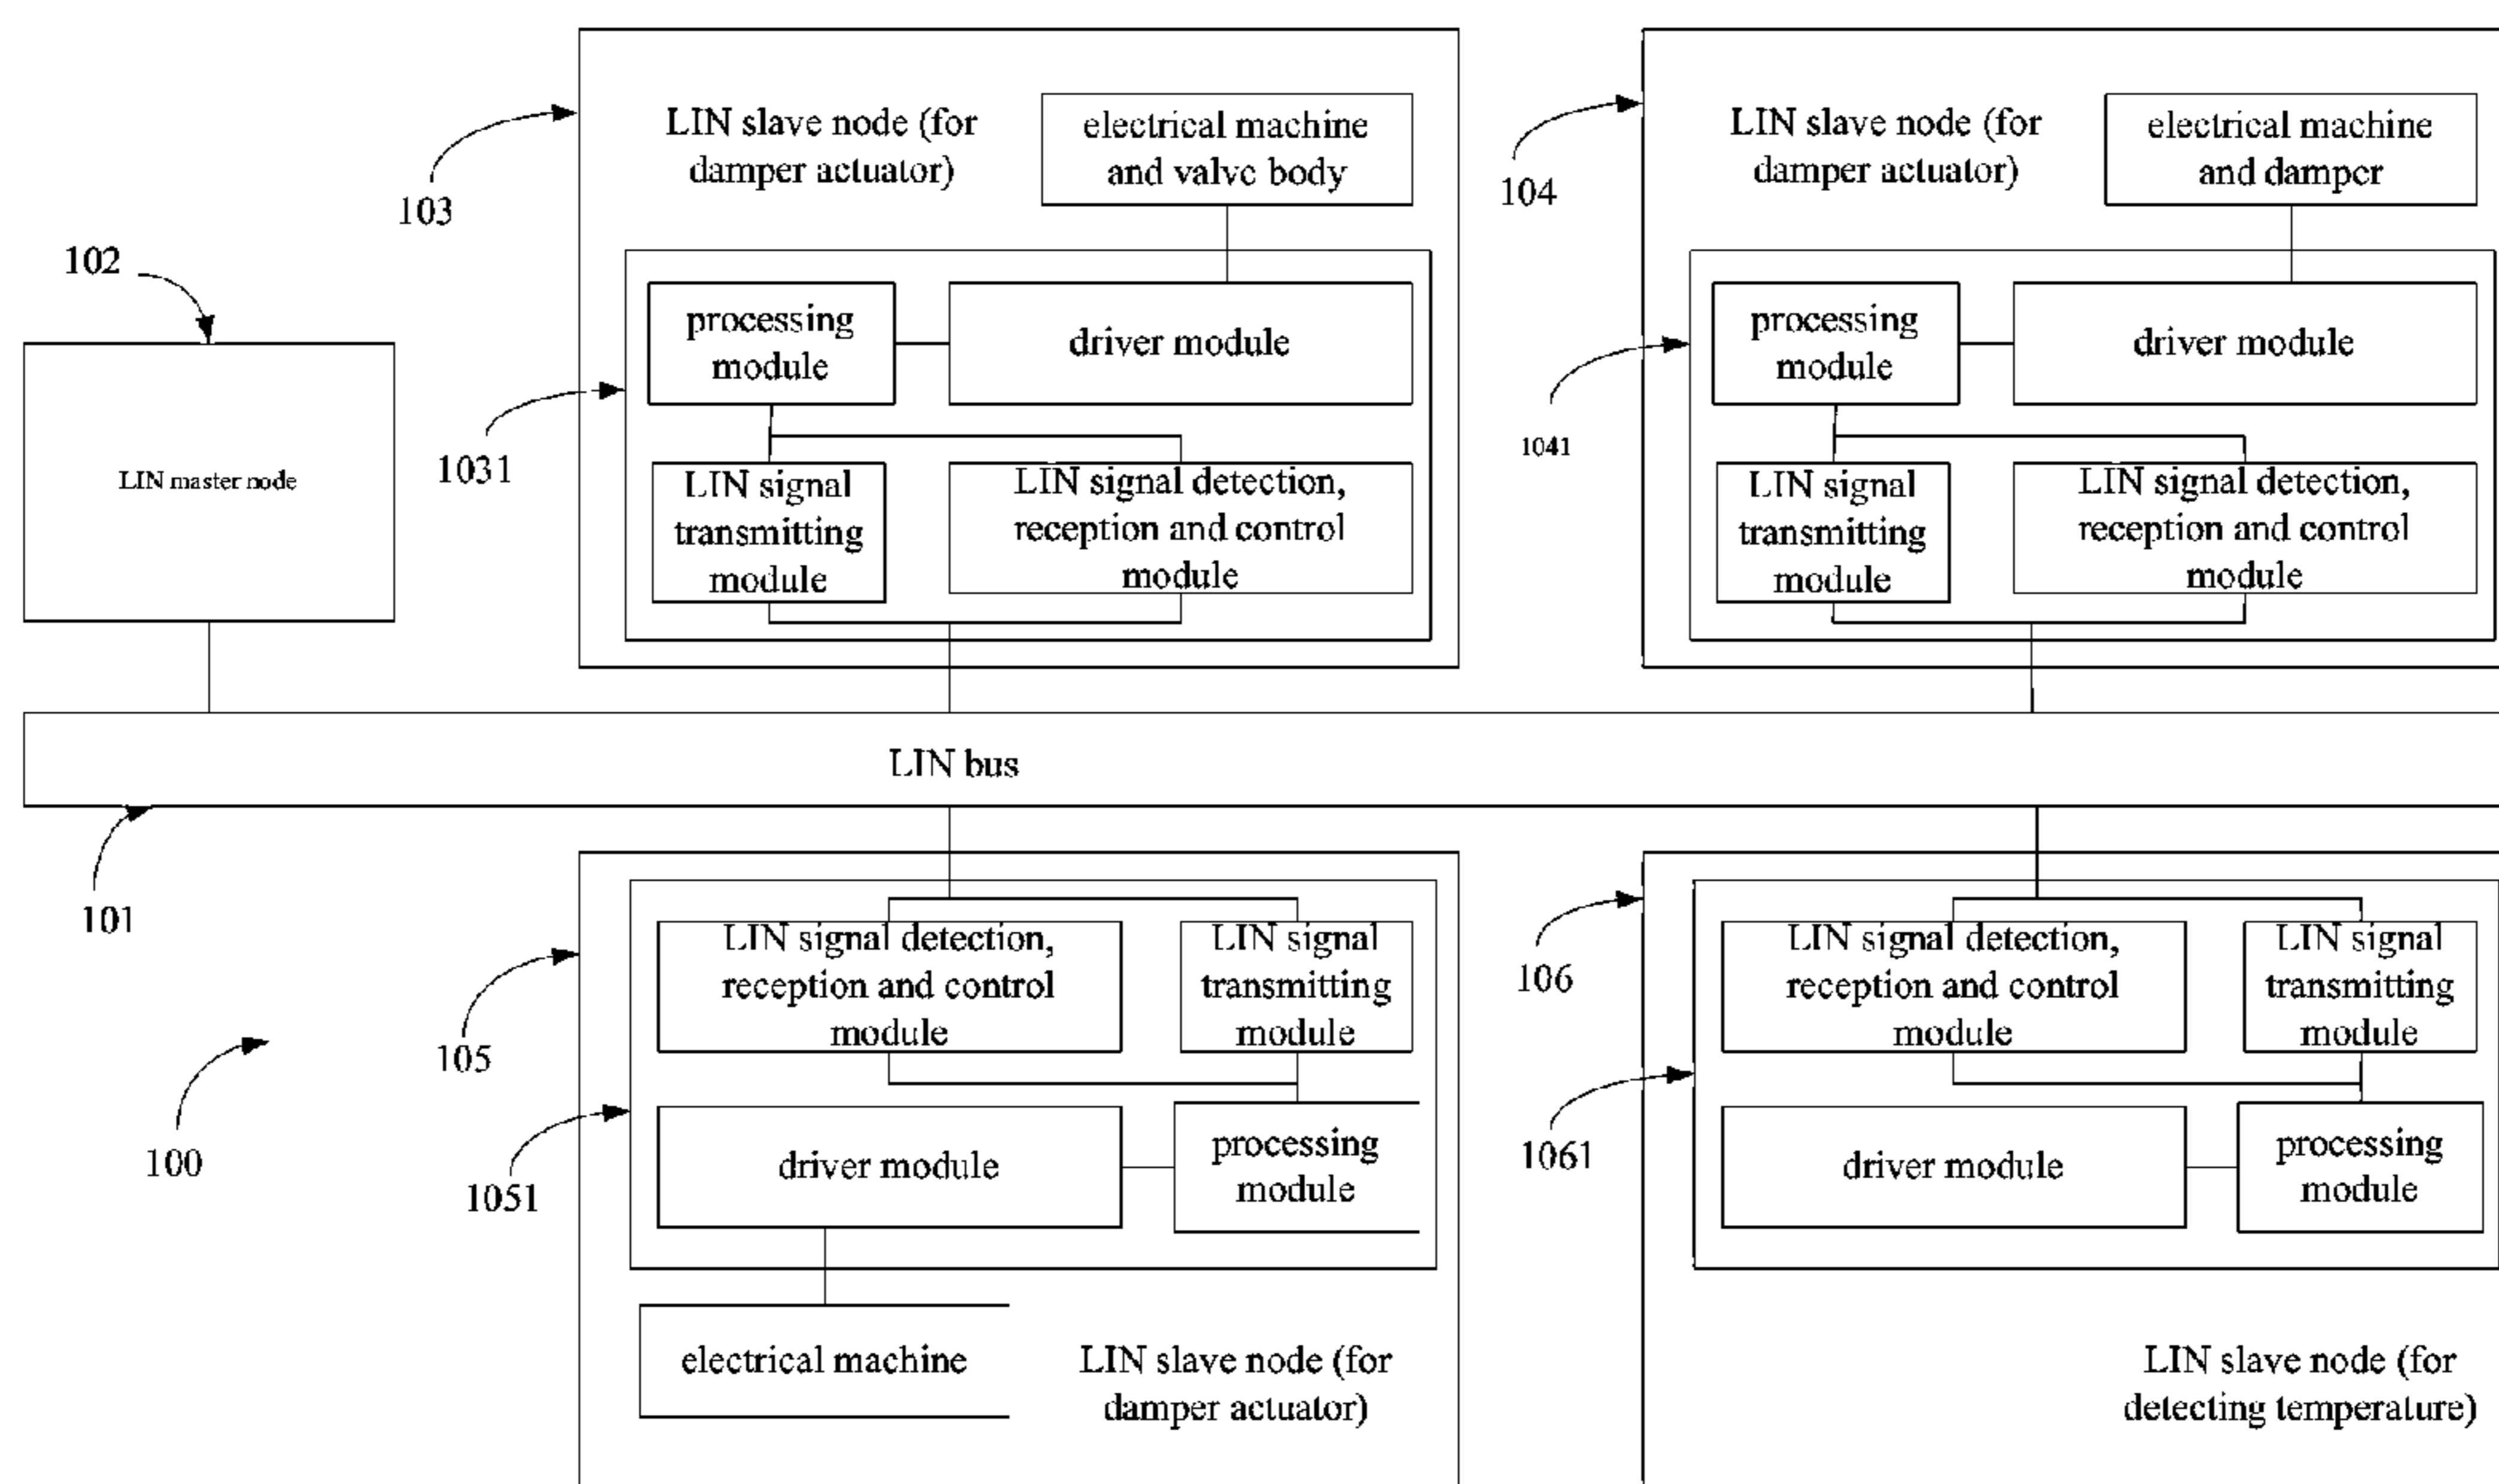 103
LIN slave node (for
damper actuator)
electrical machine
and valve body
processing
module
driver module
1031
LIN signal
transmitting
module
LIN signal detection,
reception and control
module
104
LIN slave node (for
damper actuator)
electrical machine
and damper
processing
module
driver module
1041
LIN signal
transmitting
module
LIN signal detection,
reception and control
module
102
LIN master node
LIN bus
101
100
105
LIN signal detection,
reception and control
module
LIN signal
transmitting
module
1051
driver module
processing
module
electrical machine
LIN slave node (for
damper actuator)
106
LIN signal detection,
reception and control
module
LIN signal
transmitting
module
1061
driver module
processing
module
LIN slave node (for
detecting temperature)